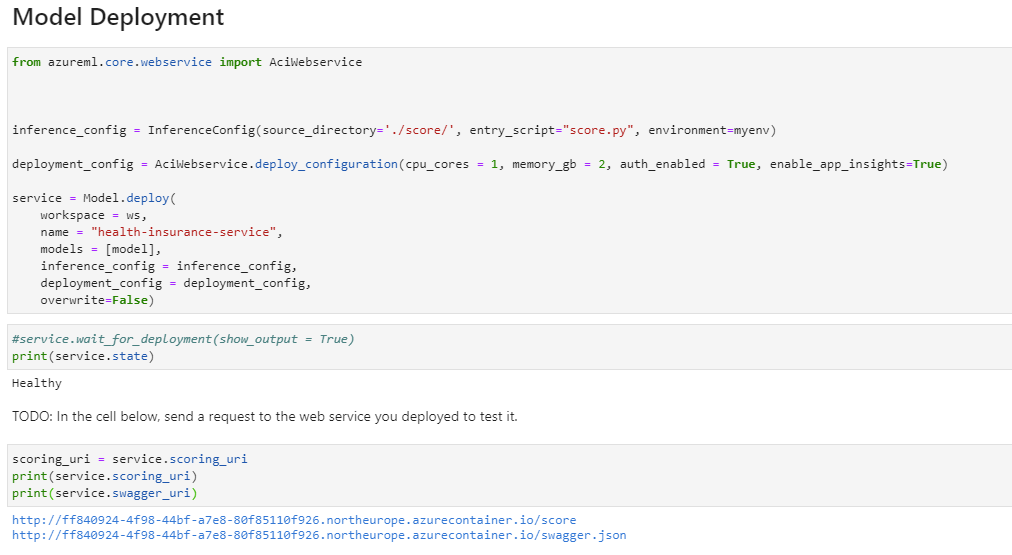 Model Deployment
from azureml.core.webservice import AciWebservice
inference_config = InferenceConfig(source_directory='./score/', entry_script="score.py", environment=myenv)
deployment_config = AciWebservice.deploy_configuration(cpu_cores = 1, memory_gb = 2, auth_enabled = True, enable_app_insights=True)
service = Model.deploy(
    workspace = ws,
    name = "health-insurance-service",
    models = [model],
    inference_config = inference_config,
    deployment_config = deployment_config,
    overwrite=False)
#service.wait_for_deployment(show_output = True)
print(service.state)
Healthy
TODO: In the cell below, send a request to the web service you deployed to test it.
scoring_uri = service.scoring_uri
print(service.scoring_uri)
print(service.swagger_uri)
http://ff840924-4f98-44bf-a7e8-80f85110f926.northeurope.azurecontainer.io/score
http://ff840924-4f98-44bf-a7e8-80f85110f926.northeurope.azurecontainer.io/swagger.json